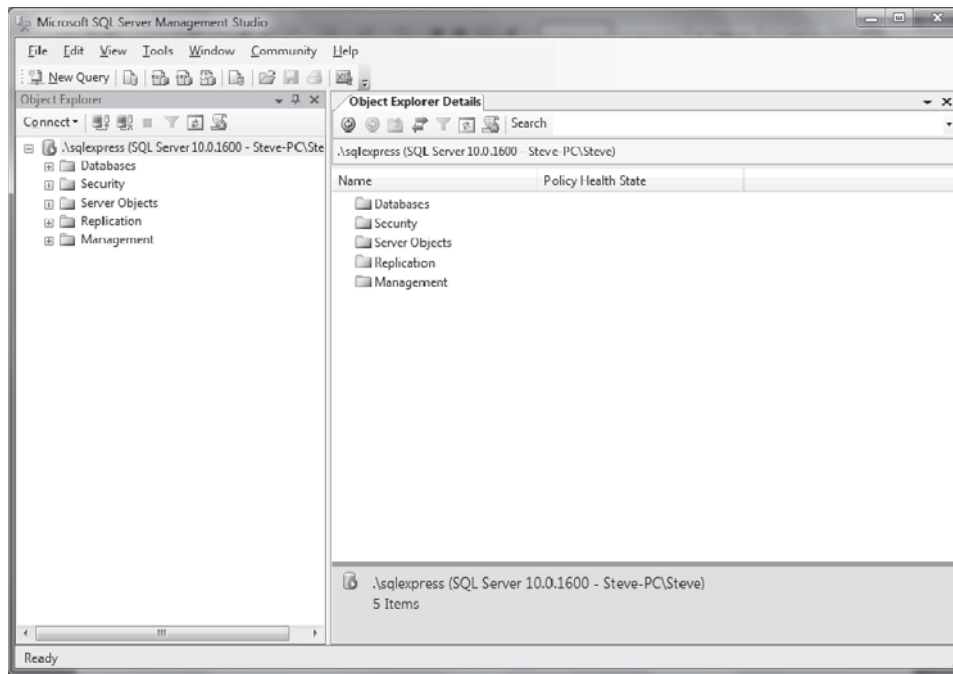 Microsoft SQL Server Management Studio
File Edit View Tools Window Community Help
New Query
Object Explorer
Connect
.\sqlexpress (SQL Server 10.0.1600 - Steve-PC\Ste
Databases
Security
Server Objects
Replication
Management
Object Explorer Details
Search
.\sqlexpress (SQL Server 10.0.1600 - Steve-PC\Steve)
Name Policy Health State
Databases
Security
Server Objects
Replication
Management
.\sqlexpress (SQL Server 10.0.1600 - Steve-PC\Steve)
5 Items
Ready